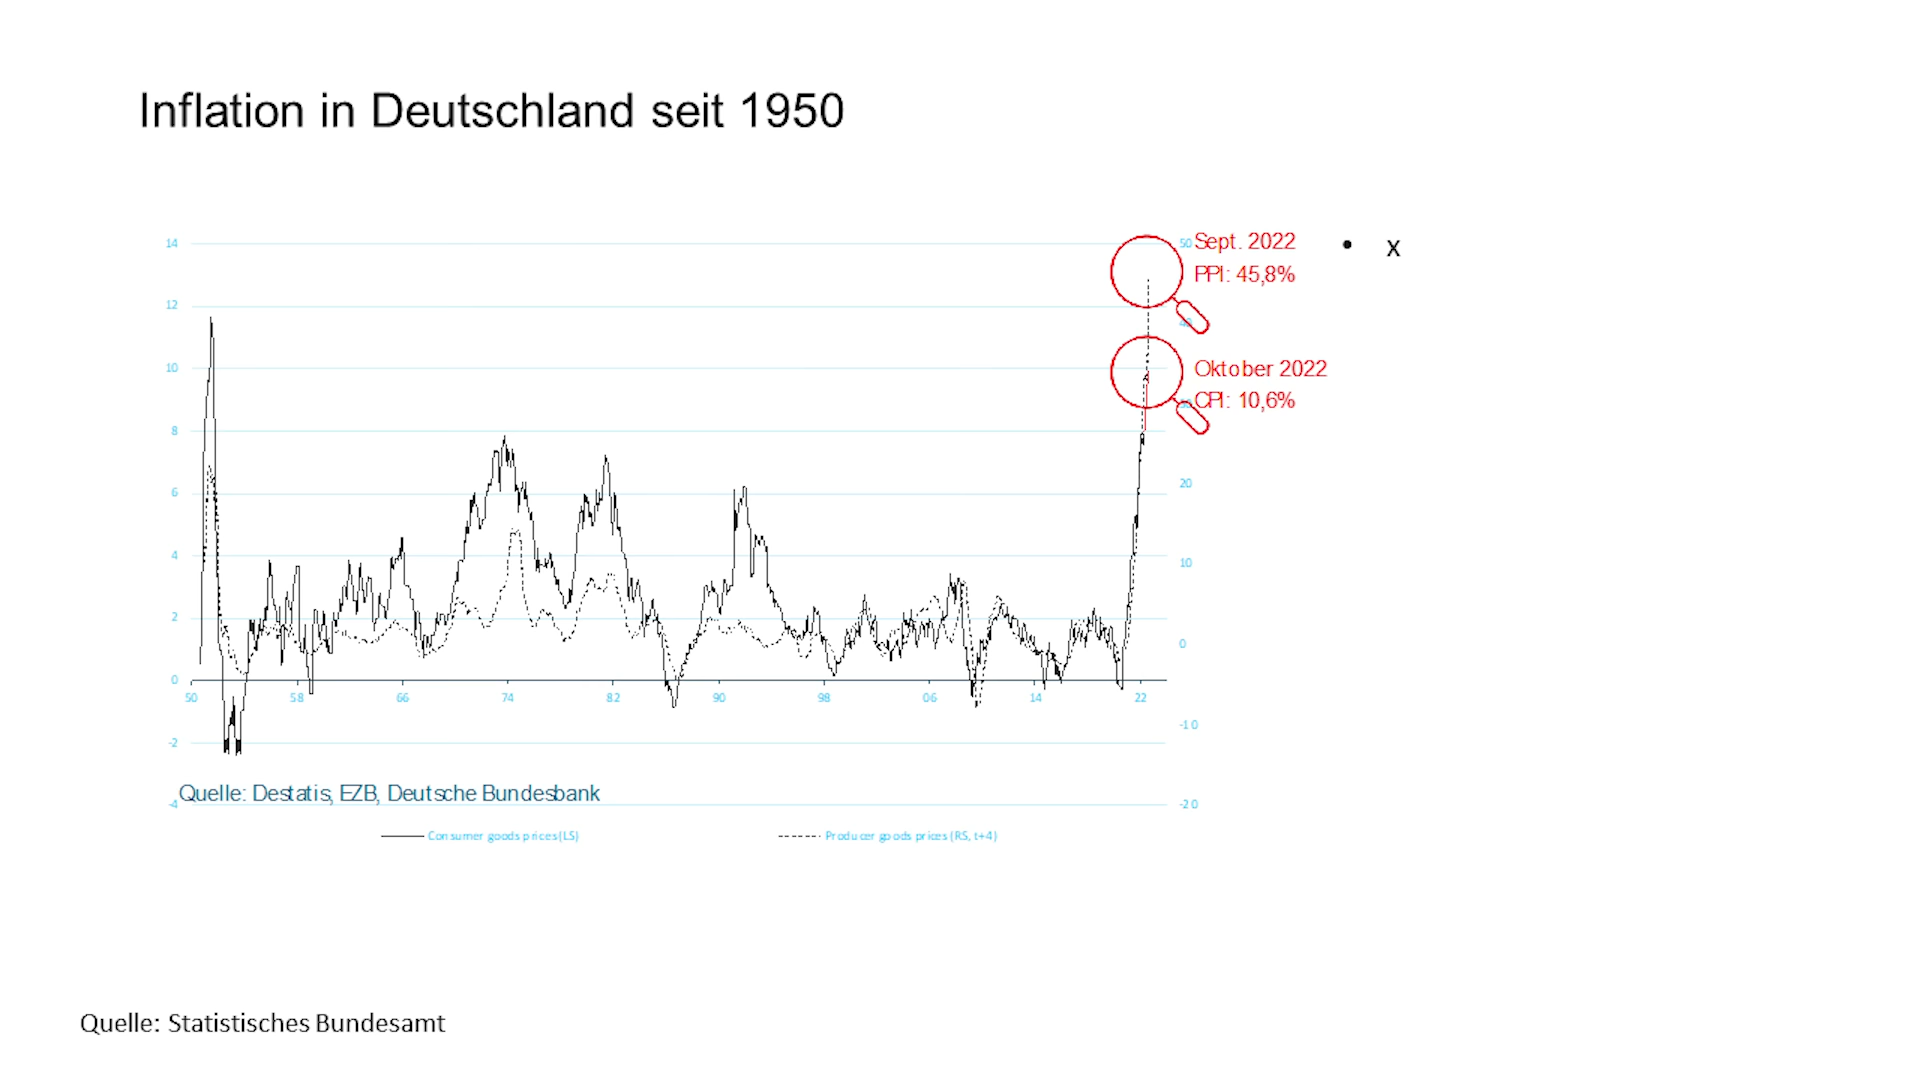 Inflation in Deutschland seit 1950
14
12
10
8
6
4
2
0
-2
-4
50 58 66 74 82 90 98 06 14 22
50
20
10
0
-10
-20
Sept. 2022
PPI: 45,8%
Oktober 2022
CPI: 10,6%
• x
Quelle: Destatis, EZB, Deutsche Bundesbank
Consumer goods prices (LS)
Producer goods prices (RS, t+4)
Quelle: Statistisches Bundesamt